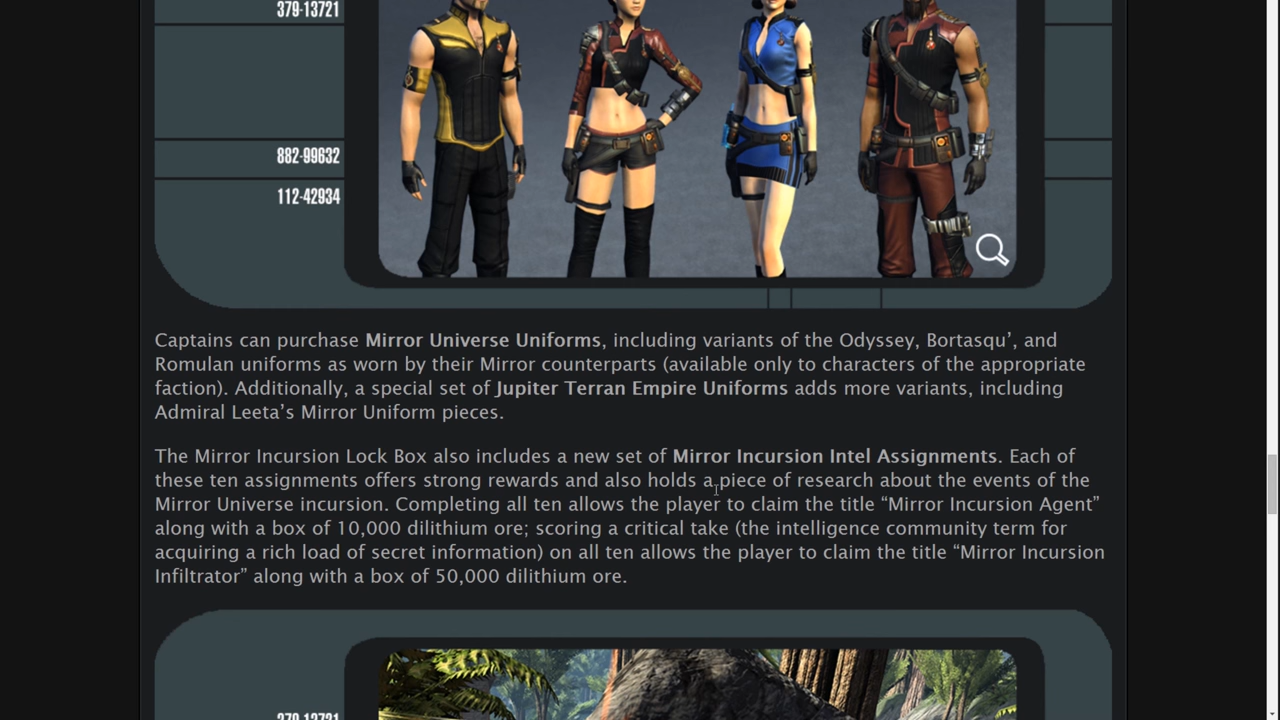 379-13721
882-99632
112-42934
Captains can purchase Mirror Universe Uniforms, including variants of the Odyssey, Bortasqu’, and
Romulan uniforms as worn by their Mirror counterparts (available only to characters of the appropriate
faction). Additionally, a special set of Jupiter Terran Empire Uniforms adds more variants, including
Admiral Leeta’s Mirror Uniform pieces.
The Mirror Incursion Lock Box also includes a new set of Mirror Incursion Intel Assignments. Each of
these ten assignments offers strong rewards and also holds a piece of research about the events of the
Mirror Universe incursion. Completing all ten allows the player to claim the title “Mirror Incursion Agent”
along with a box of 10,000 dilithium ore; scoring a critical take (the intelligence community term for
acquiring a rich load of secret information) on all ten allows the player to claim the title “Mirror Incursion
Infiltrator” along with a box of 50,000 dilithium ore.
379-13721